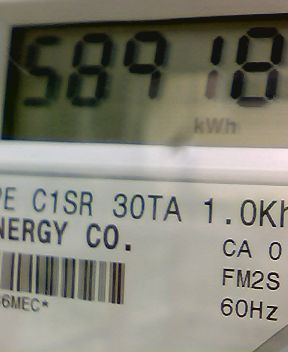 58918
kWh
PE C1SR 30TA 1.0Kh
NERGY CO.
CA 0
FM2S
6MEC*
60Hz